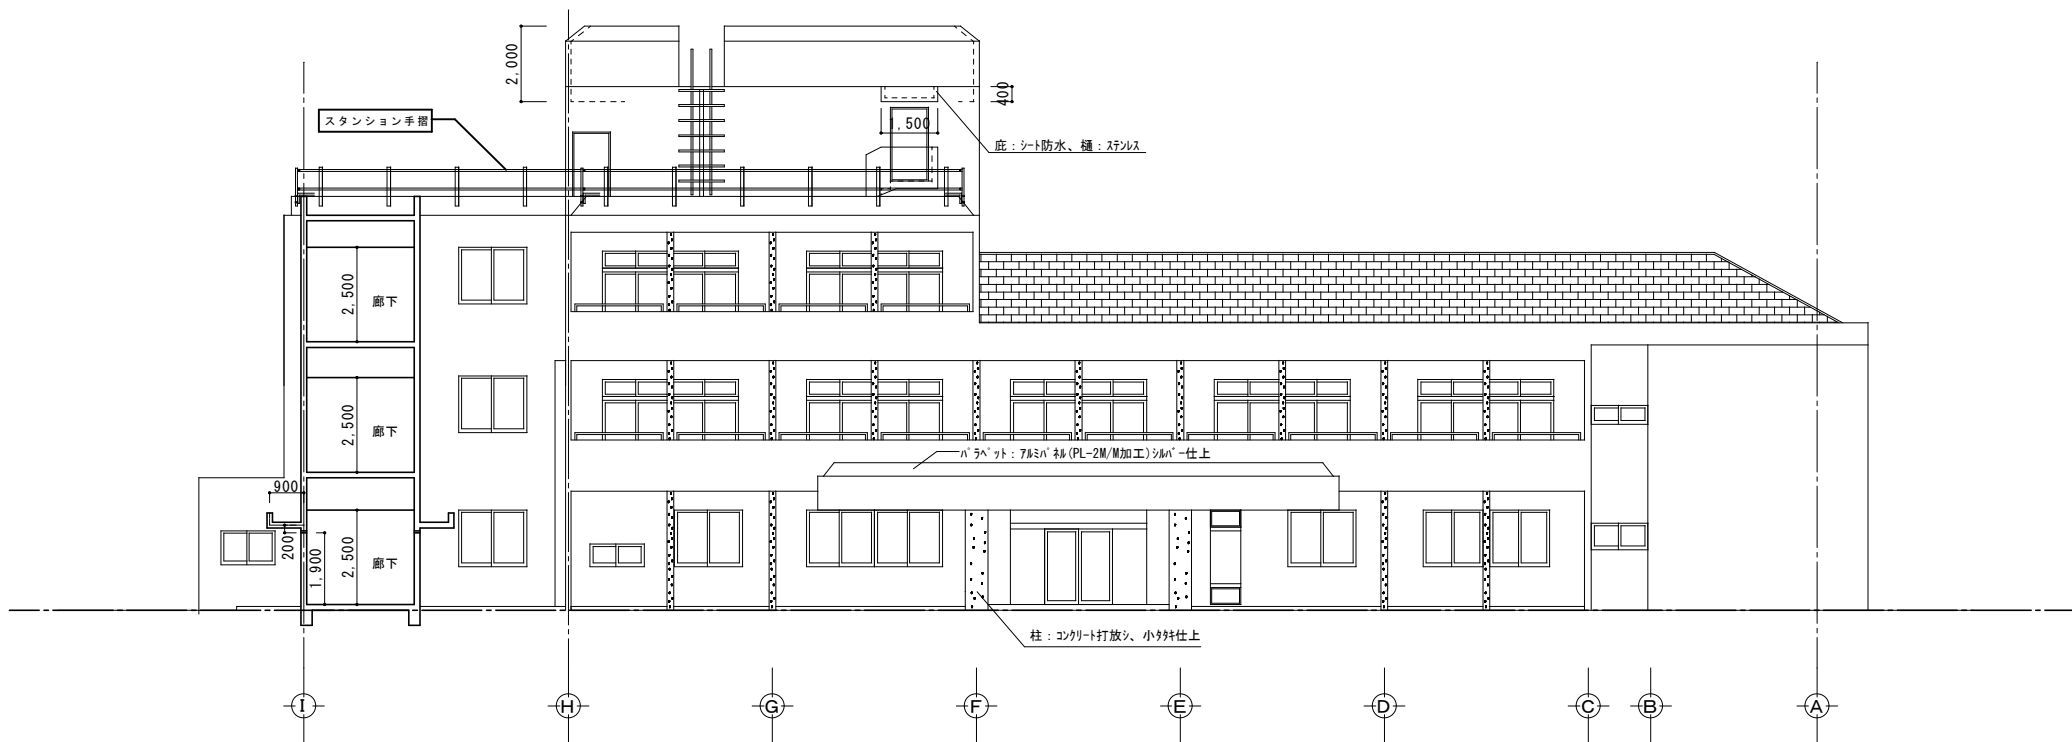 2,000
400
スタンション手摺
1,500
庇：シート防水、樋：ステンレス
2,500
廊下
2,500
廊下
パラペット：アルミパネル(PL-2M/M加工)シルバー仕上
900
200
1,900
2,500
廊下
柱：コンクリート打放シ、小タタキ仕上
I
H
G
F
E
D
C
B
A